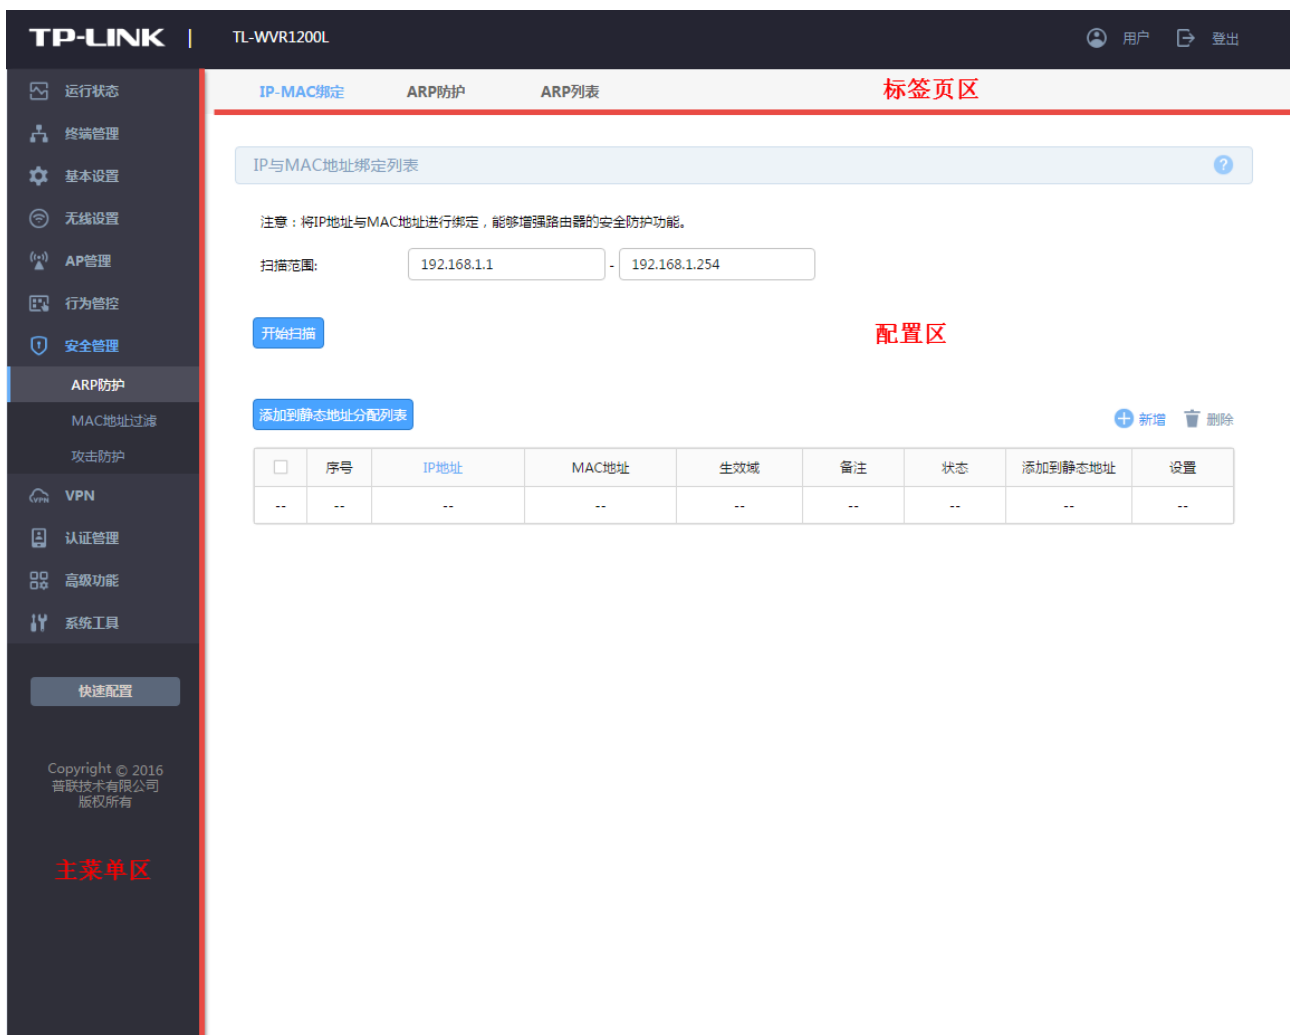 TP-LINK | TL-WVR1200L 用户 登出
运行状态
终端管理
基本设置
无线设置
AP管理
行为管控
安全管理
ARP防护
MAC地址过滤
攻击防护
VPN
认证管理
高级功能
系统工具
快速配置
Copyright © 2016
普联技术有限公司
版权所有
主菜单区
IP-MAC绑定 ARP防护 ARP列表 标签页区
IP与MAC地址绑定列表 ?
注意：将IP地址与MAC地址进行绑定，能够增强路由器的安全防护功能。
扫描范围: 192.168.1.1 - 192.168.1.254
开始扫描 配置区
添加到静态地址分配列表 新增 删除
序号 IP地址 MAC地址 生效域 备注 状态 添加到静态地址 设置
-- -- -- -- -- -- -- -- --